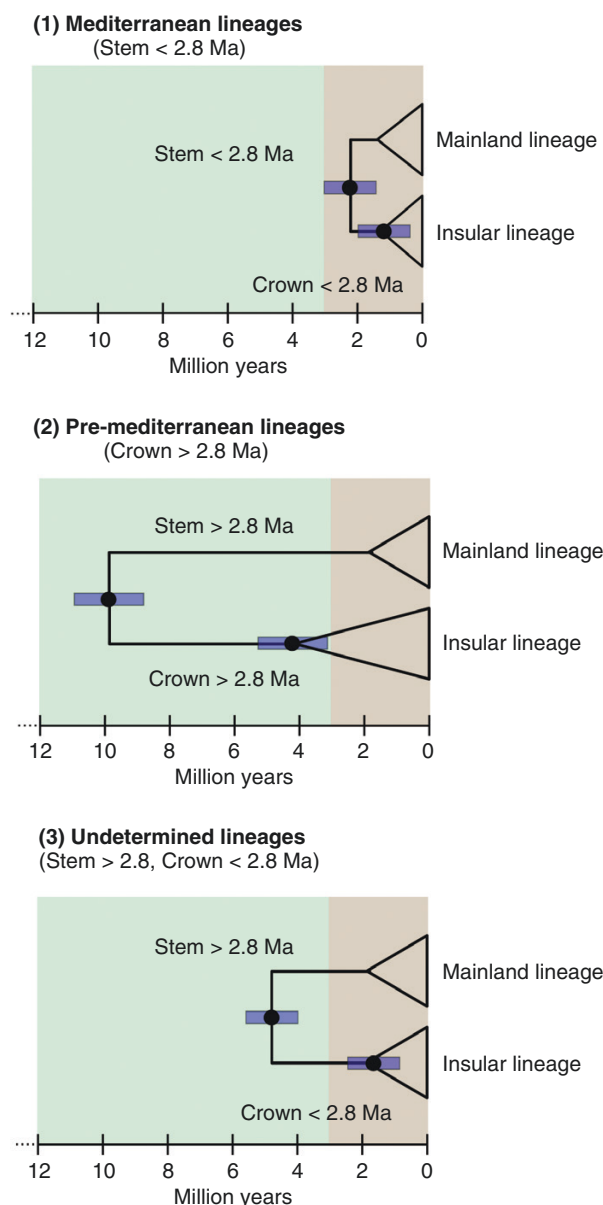 (1) Mediterranean lineages
(Stem < 2.8 Ma)
Stem < 2.8 Ma
Mainland lineage
Insular lineage
Crown < 2.8 Ma
12 10 8 6 4 2 0
Million years
(2) Pre-mediterranean lineages
(Crown > 2.8 Ma)
Stem > 2.8 Ma
Mainland lineage
Insular lineage
Crown > 2.8 Ma
12 10 8 6 4 2 0
Million years
(3) Undetermined lineages
(Stem > 2.8, Crown < 2.8 Ma)
Stem > 2.8 Ma
Mainland lineage
Insular lineage
Crown < 2.8 Ma
12 10 8 6 4 2 0
Million years